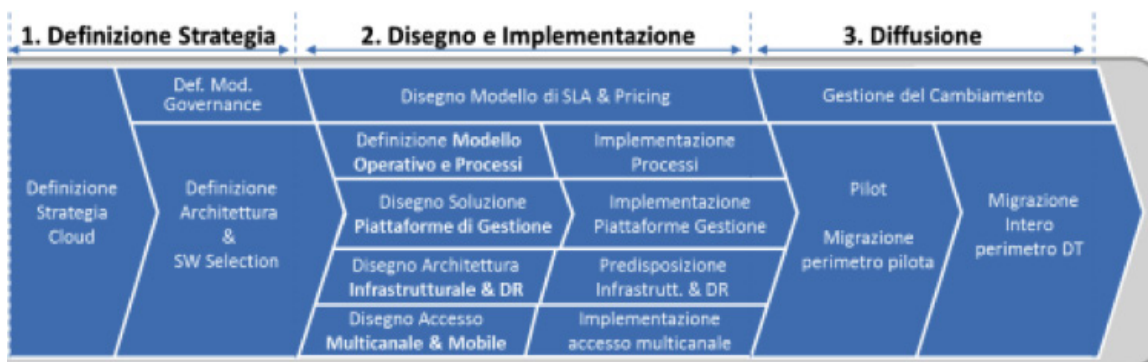 1. Definizione Strategia
2. Disegno e Implementazione
3. Diffusione
Definizione
Strategia
Cloud
Def. Mod.
Governance
Definizione
Architettura
&
SW Selection
Disegno Modello di SLA & Pricing
Definizione Modello
Operativo e Processi
Implementazione
Processi
Disegno Soluzione
Piattaforme di Gestione
Implementazione
Piattaforme Gestione
Disegno Architettura
Infrastrutturale & DR
Predisposizione
Infrastrutt. & DR
Disegno Accesso
Multicanale & Mobile
Implementazione
accesso multicanale
Gestione del Cambiamento
Pilot
Migrazione
perimetro pilota
Migrazione
Intero
perimetro DT